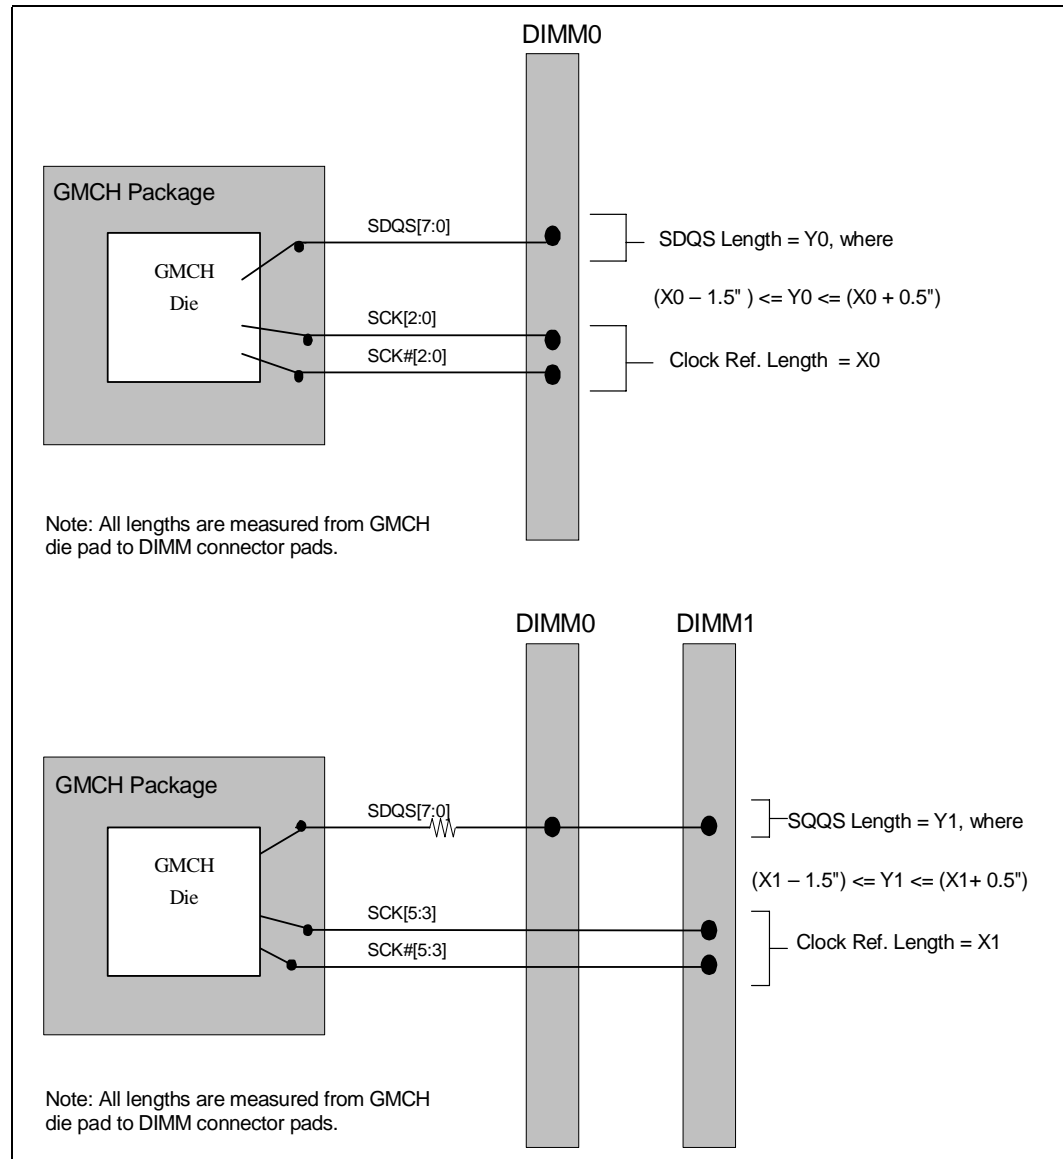 DIMM0
GMCH Package
GMCH
Die
SDQS[7:0]
SCK[2:0]
SCK#[2:0]
SDQS Length = Y0, where
(X0 – 1.5" ) <= Y0 <= (X0 + 0.5")
Clock Ref. Length = X0
Note: All lengths are measured from GMCH
die pad to DIMM connector pads.
DIMM0
DIMM1
GMCH Package
GMCH
Die
SDQS[7:0]
SCK[5:3]
SCK#[5:3]
SQQS Length = Y1, where
(X1 – 1.5") <= Y1 <= (X1+ 0.5")
Clock Ref. Length = X1
Note: All lengths are measured from GMCH
die pad to DIMM connector pads.